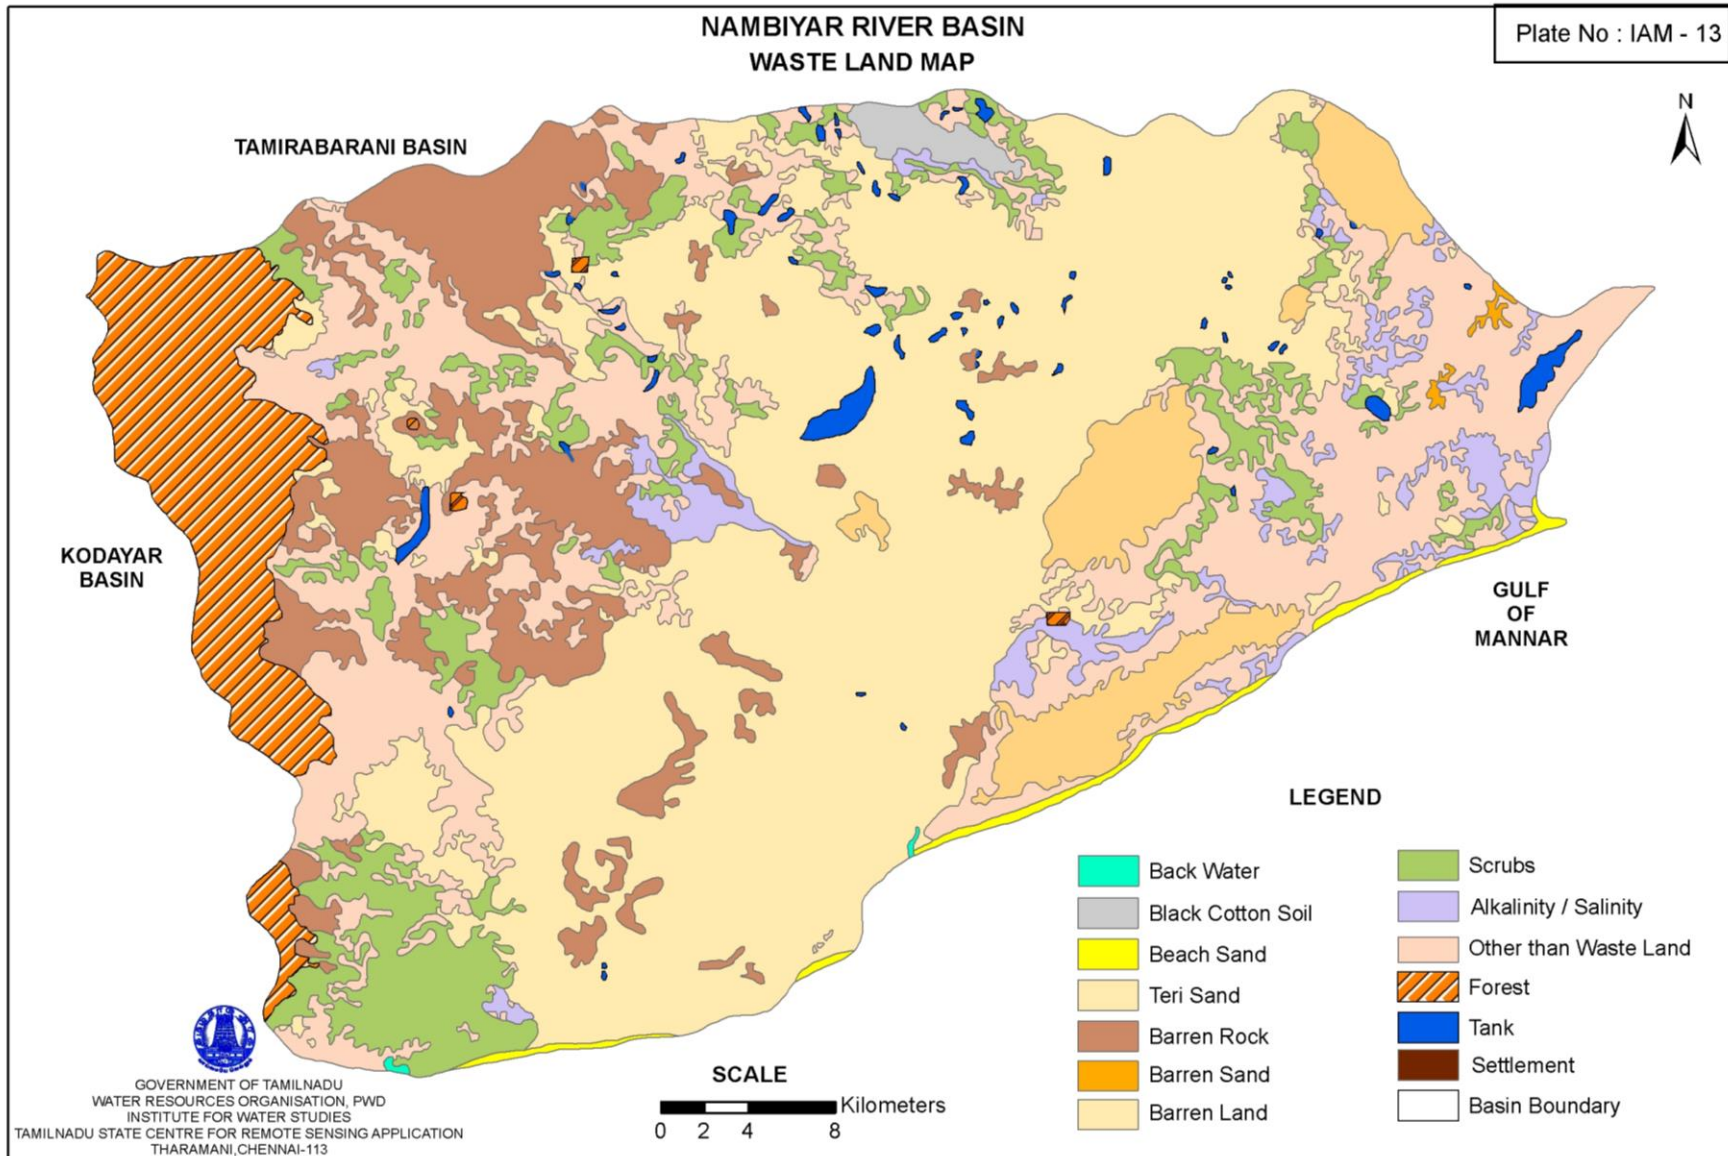 NAMBIYAR RIVER BASIN
WASTE LAND MAP
Plate No : IAM - 13
N
TAMIRABARANI BASIN
KODAYAR
BASIN
GULF
OF
MANNAR
LEGEND
Back Water
Black Cotton Soil
Beach Sand
Teri Sand
Barren Rock
Barren Sand
Barren Land
Scrubs
Alkalinity / Salinity
Other than Waste Land
Forest
Tank
Settlement
Basin Boundary
SCALE
Kilometers
0 2 4 8
GOVERNMENT OF TAMILNADU
WATER RESOURCES ORGANISATION, PWD
INSTITUTE FOR WATER STUDIES
TAMILNADU STATE CENTRE FOR REMOTE SENSING APPLICATION
THARAMANI,CHENNAI-113